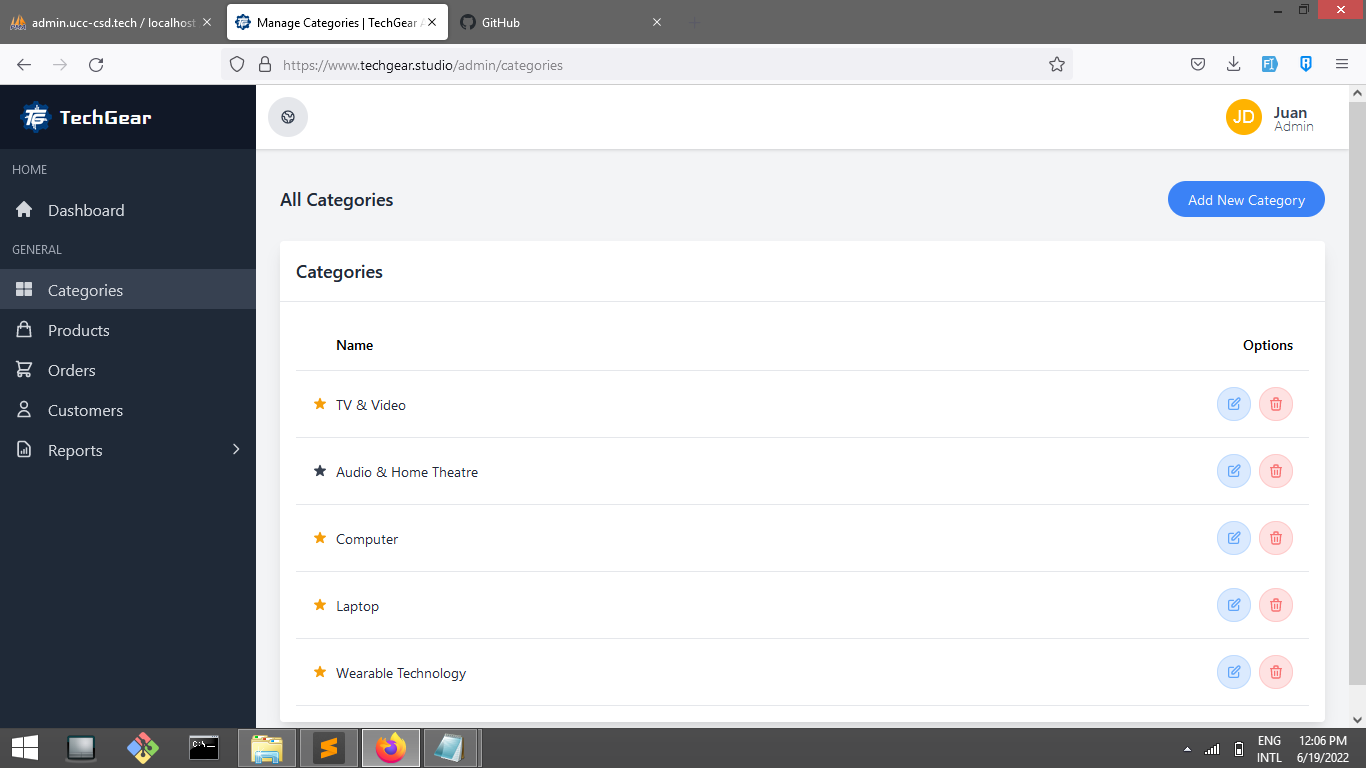 admin.ucc-csd.tech / localhost
Manage Categories | TechGear A
GitHub
https://www.techgear.studio/admin/categories
TechGear
JD
Juan
Admin
HOME
Dashboard
GENERAL
Categories
Products
Orders
Customers
Reports
All Categories
Add New Category
Categories
Name
Options
TV & Video
Audio & Home Theatre
Computer
Laptop
Wearable Technology
ENG
INTL
12:06 PM
6/19/2022